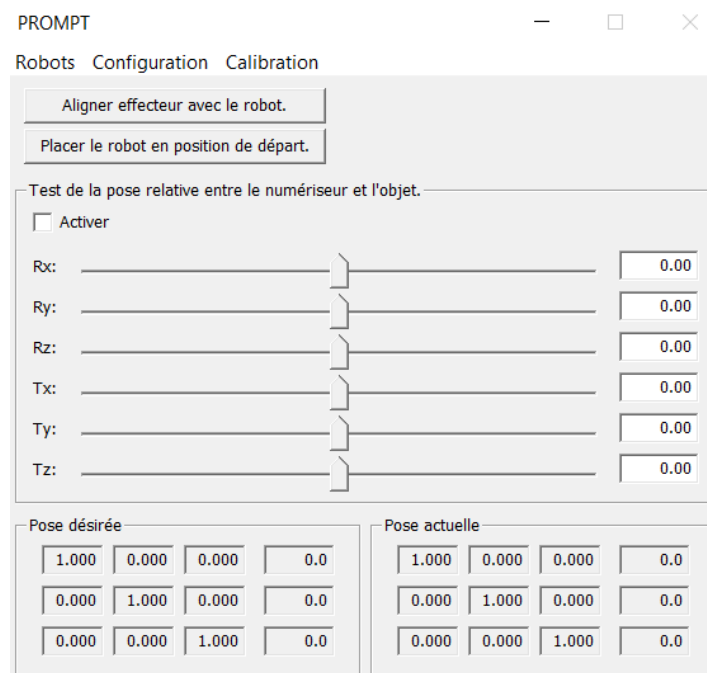 PROMPT
Robots Configuration Calibration
Aligner effecteur avec le robot.
Placer le robot en position de départ.
Test de la pose relative entre le numériseur et l'objet.
Activer
Rx: 0.00
Ry: 0.00
Rz: 0.00
Tx: 0.00
Ty: 0.00
Tz: 0.00
Pose désirée Pose actuelle
1.000 0.000 0.000 0.0 1.000 0.000 0.000 0.0
0.000 1.000 0.000 0.0 0.000 1.000 0.000 0.0
0.000 0.000 1.000 0.0 0.000 0.000 1.000 0.0